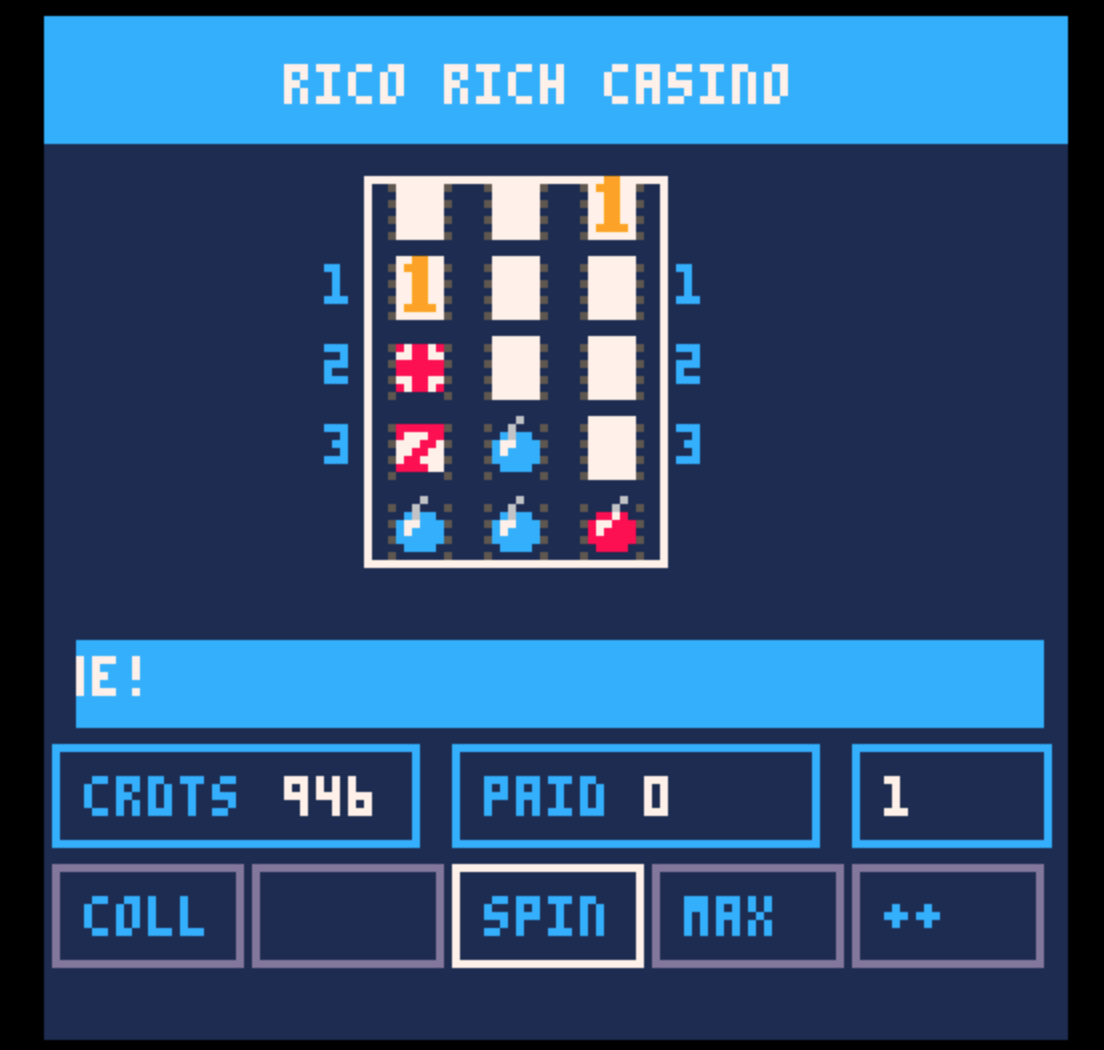 RICO RICH CASINO
1
1 1 1
2 2
3 2 3
E!
CRDTS 946 PAID 0 1
COLL SPIN MAX ++